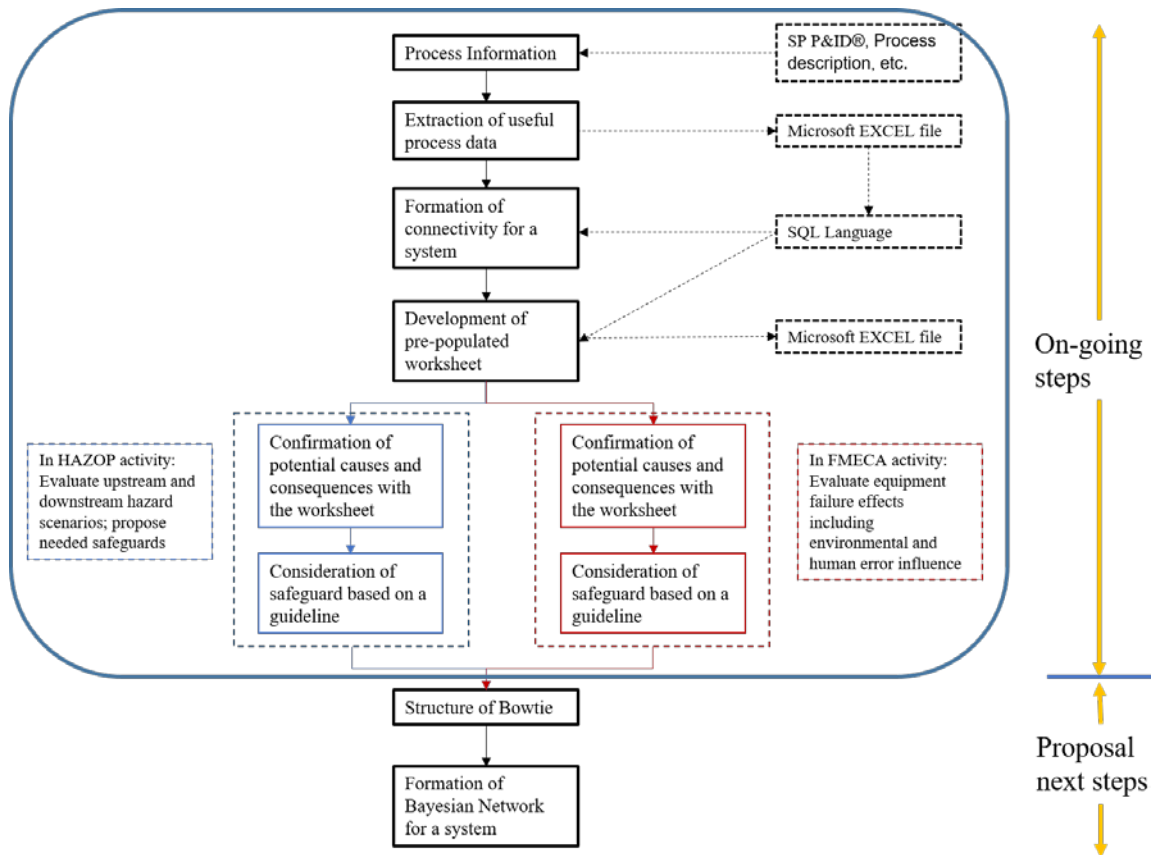 Process Information
SP P&ID®, Process
description, etc.
Extraction of useful
process data
Microsoft EXCEL file
Formation of
connectivity for a
system
SQL Language
Development of
pre-populated
worksheet
Microsoft EXCEL file
On-going
steps
In HAZOP activity:
Evaluate upstream and
downstream hazard
scenarios; propose
needed safeguards
Confirmation of
potential causes and
consequences with
the worksheet
Consideration of
safeguard based on a
guideline
Confirmation of
potential causes and
consequences with
the worksheet
Consideration of
safeguard based on a
guideline
In FMECA activity:
Evaluate equipment
failure effects
including
environmental and
human error influence
Structure of Bowtie
Formation of
Bayesian Network
for a system
Proposal
next steps